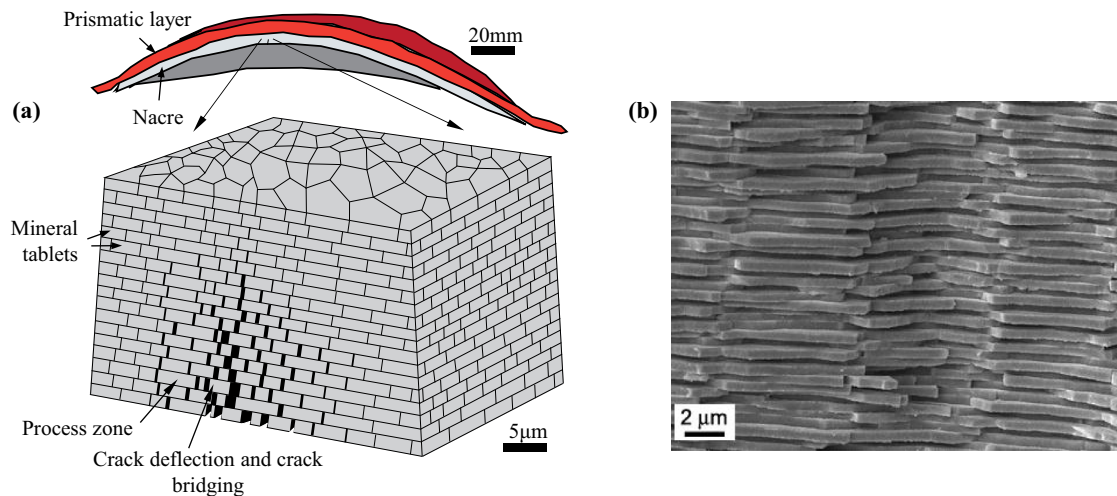 Prismatic layer
20mm
(a)
Nacre
(b)
Mineral
tablets
Process zone
5μm
Crack deflection and crack
bridging
2 μm